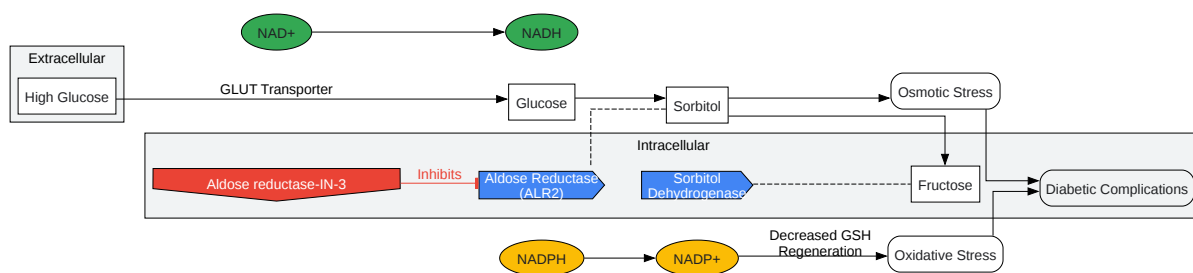 NAD+
NADH
Extracellular
High Glucose
GLUT Transporter
Glucose
Sorbitol
Osmotic Stress
Intracellular
Aldose reductase-IN-3
Inhibits
Aldose Reductase
(ALR2)
Sorbitol
Dehydrogenase
Fructose
Diabetic Complications
NADPH
NADP+
Decreased GSH
Regeneration
Oxidative Stress